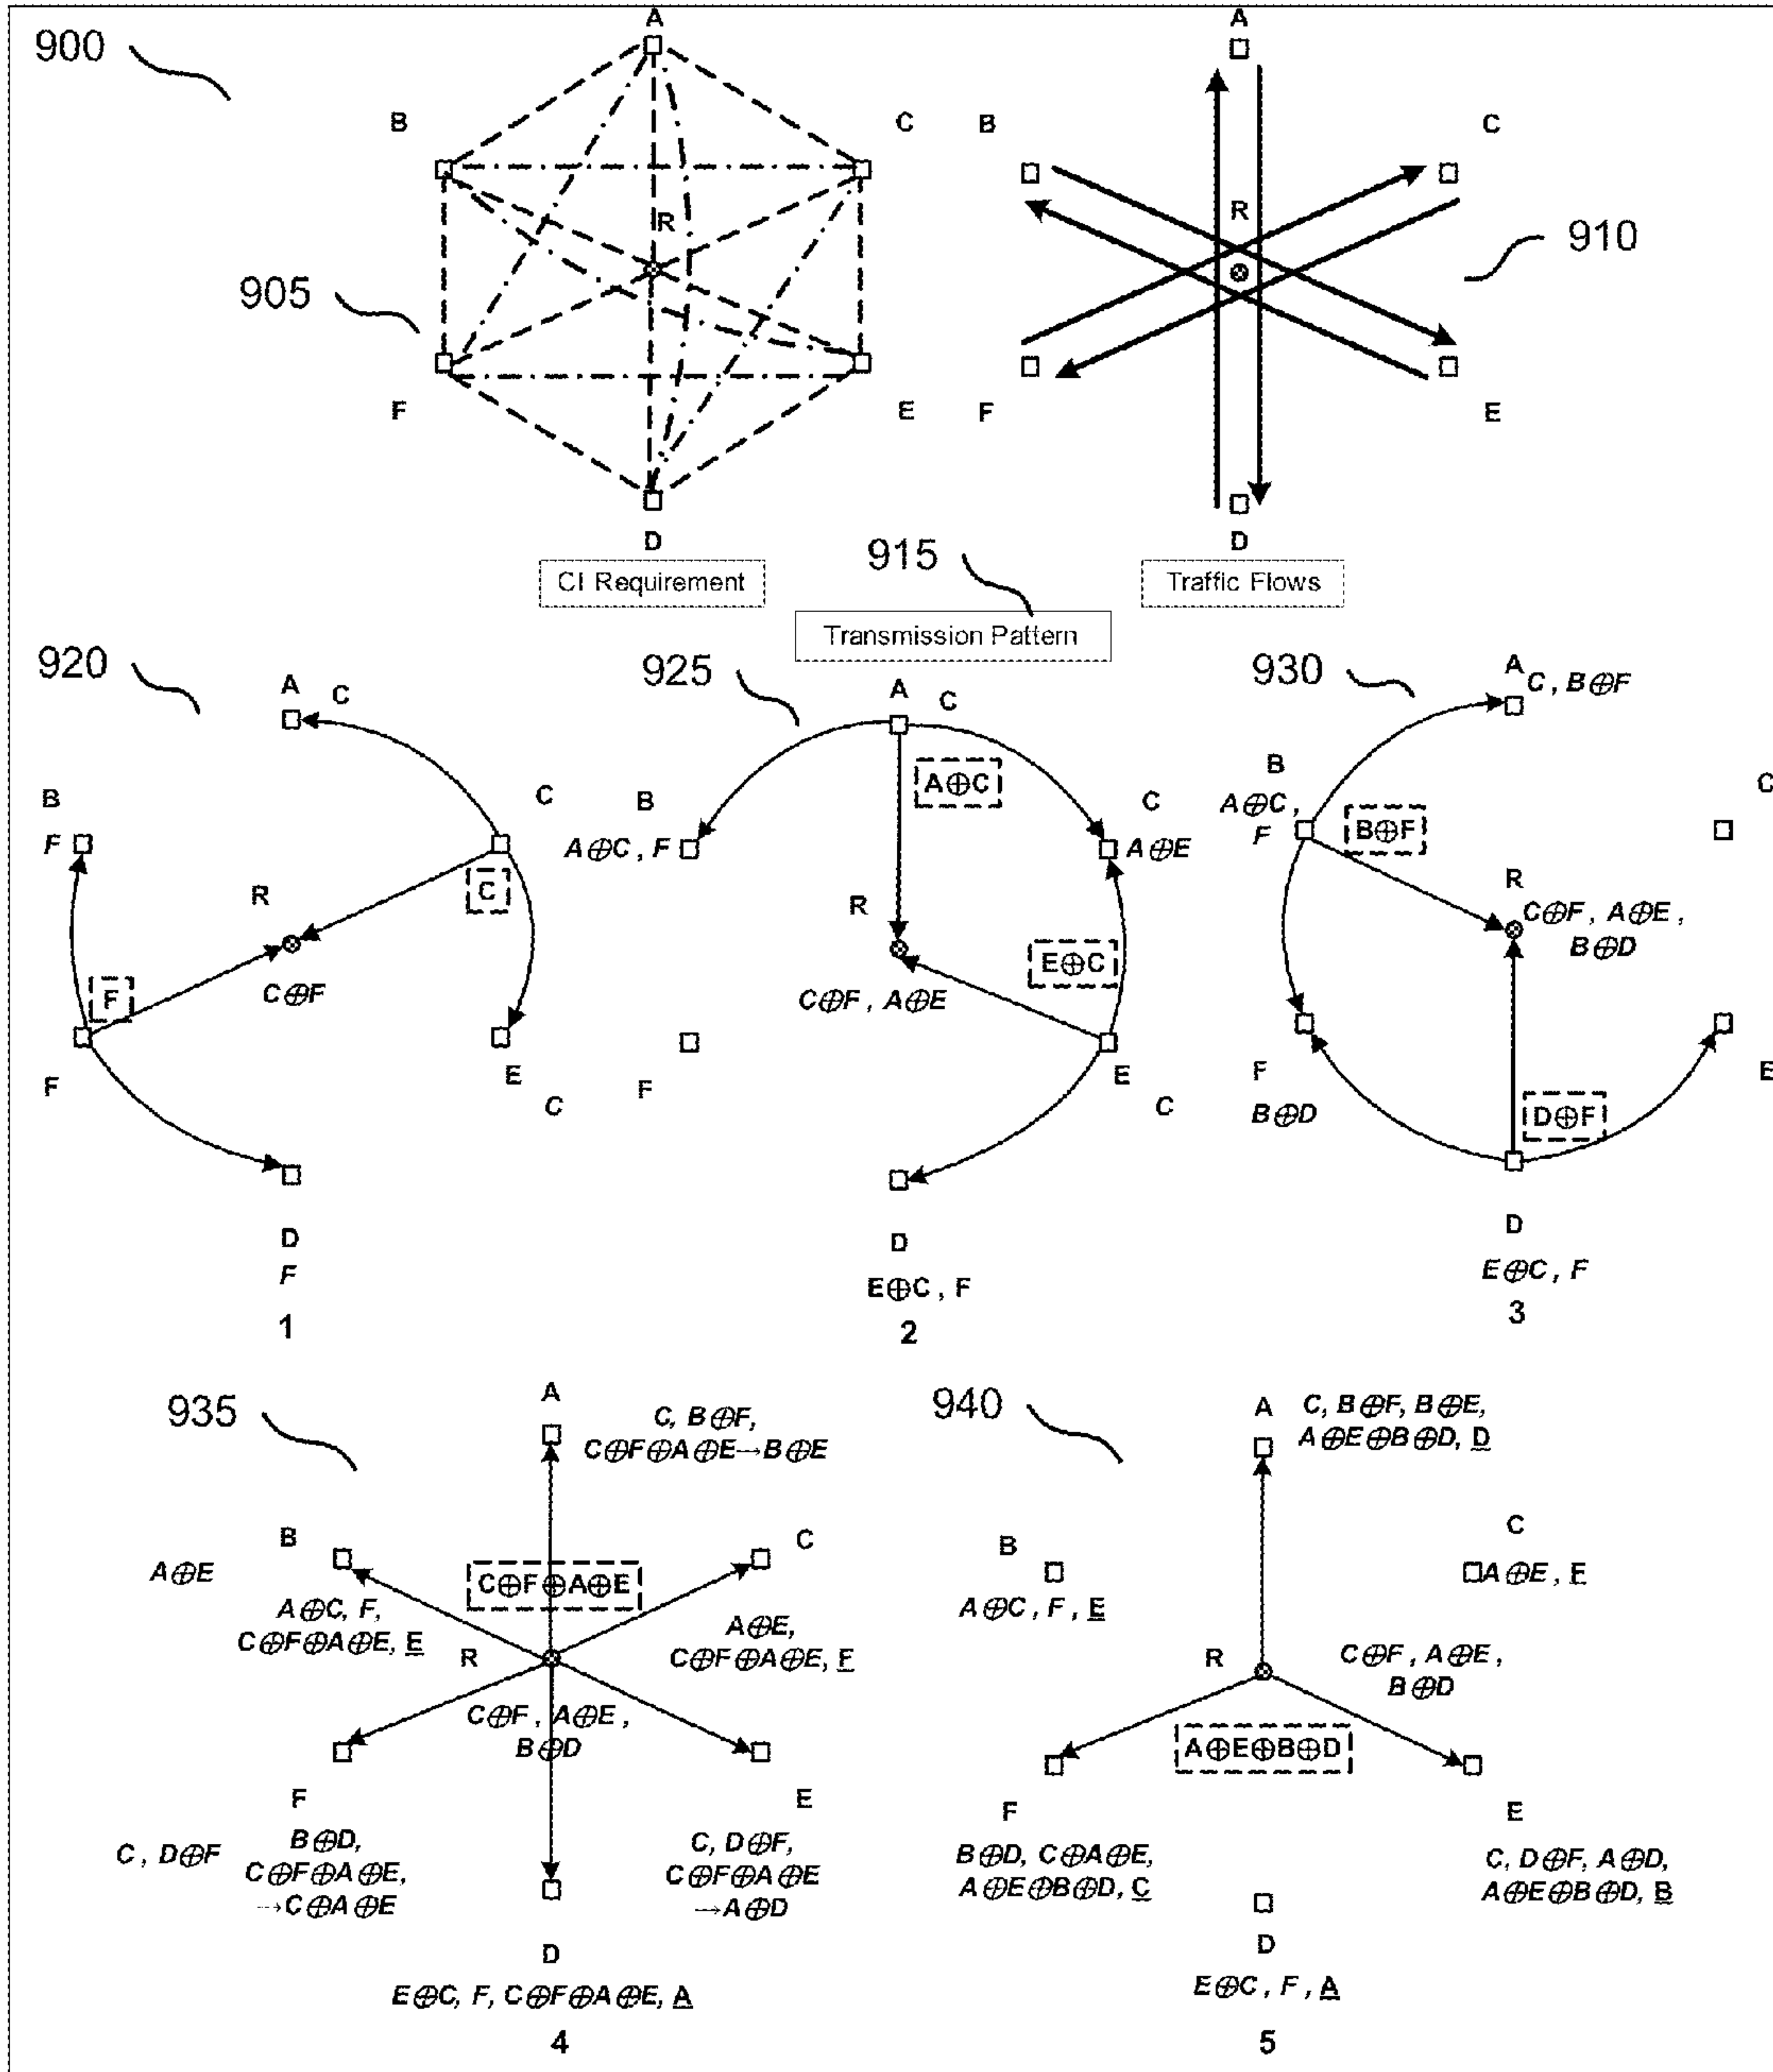 900
A
B
C
R
905
F
E
D
CI Requirement
A
B
C
R
910
F
E
D
Traffic Flows
915
Transmission Pattern
920
A C
B
F
C
C
R
F
C⊕F
F
E
C
D
F
1
925
A C
A⊕C
B
A⊕C , F
C
A⊕E
R
E⊕C
C⊕F , A⊕E
F
E
C
D
E⊕C , F
2
930
A
C , B⊕F
B
A⊕C ,
F
B⊕F
C
R
C⊕F , A⊕E ,
B⊕D
F
B⊕D
E
D⊕F
D
E⊕C , F
3
935
A
C, B⊕F,
C⊕F⊕A⊕E→B⊕E
B
C
A⊕E
C⊕F⊕A⊕E
A⊕C, F,
C⊕F⊕A⊕E, E
A⊕E,
C⊕F⊕A⊕E, F
R
C⊕F , A⊕E ,
B⊕D
F
E
C , D⊕F
B⊕D,
C⊕F⊕A⊕E,
→C⊕A⊕E
C, D⊕F,
C⊕F⊕A⊕E
→A⊕D
D
E⊕C, F, C⊕F⊕A⊕E, A
4
940
A
C, B⊕F, B⊕E,
A⊕E⊕B⊕D, D
B
A⊕C , F , E
C
A⊕E , F
R
C⊕F , A⊕E ,
B⊕D
A⊕E⊕B⊕D
F
B⊕D, C⊕A⊕E,
A⊕E⊕B⊕D, C
E
C, D⊕F, A⊕D,
A⊕E⊕B⊕D, B
D
E⊕C , F , A
5